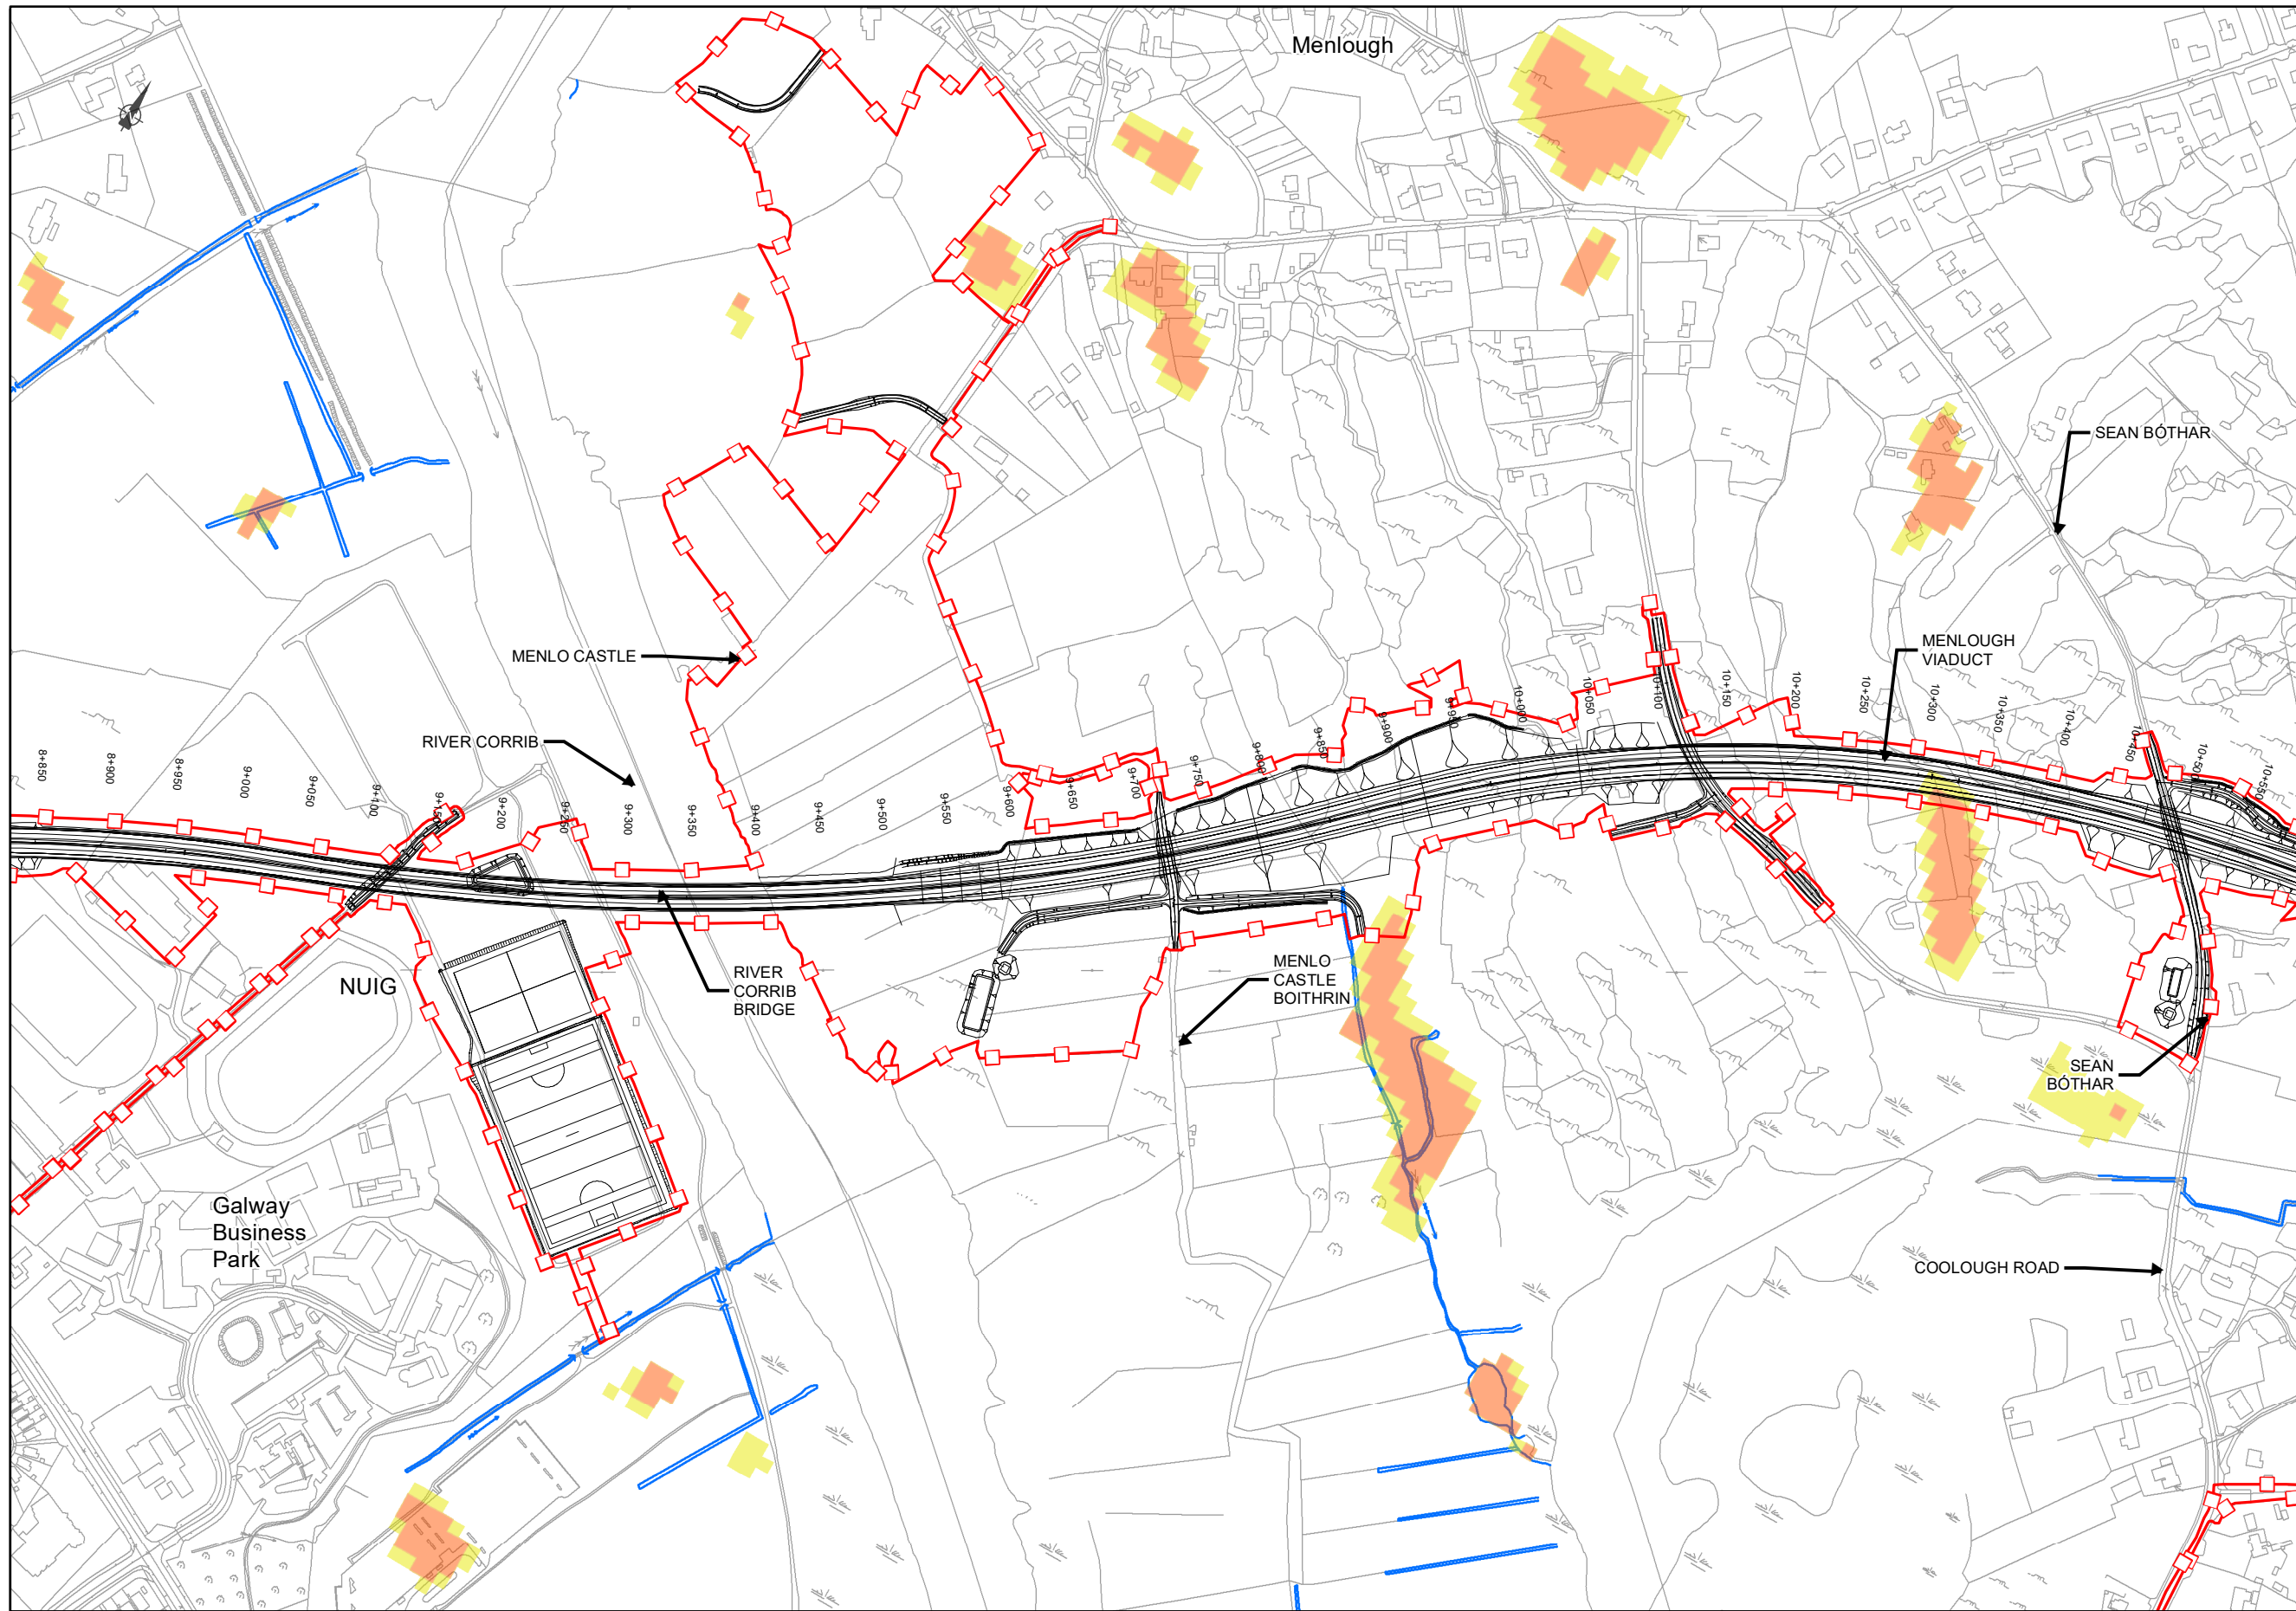 Menlough
SEAN BÓTHAR
MENLO CASTLE
MENLOUGH
VIADUCT
RIVER CORRIB
8+850
8+900
8+950
9+000
9+050
9+100
9+150
9+200
9+250
9+300
9+350
9+400
9+450
9+500
9+550
9+600
9+650
9+700
9+750
9+800
9+850
9+900
9+950
10+000
10+050
10+100
10+150
10+200
10+250
10+300
10+350
10+400
10+450
10+500
10+550
NUIG
RIVER
CORRIB
BRIDGE
MENLO
CASTLE
BOITHRIN
SEAN
BÓTHAR
Galway
Business
Park
COOLOUGH ROAD